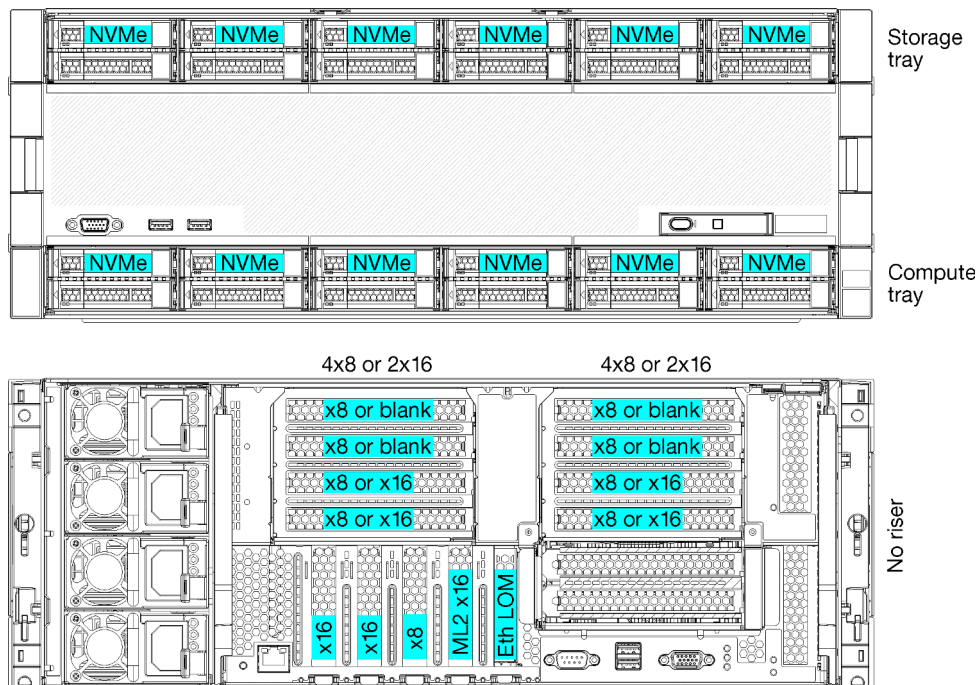 NVMe NVMe NVMe NVMe NVMe NVMe
Storage
tray
NVMe NVMe NVMe NVMe NVMe NVMe
Compute
tray
4x8 or 2x16
4x8 or 2x16
x8 or blank
x8 or blank
x8 or x16
x8 or x16
x8 or blank
x8 or blank
x8 or x16
x8 or x16
No riser
x16
x16
x8
ML2 x16
Eth LOM